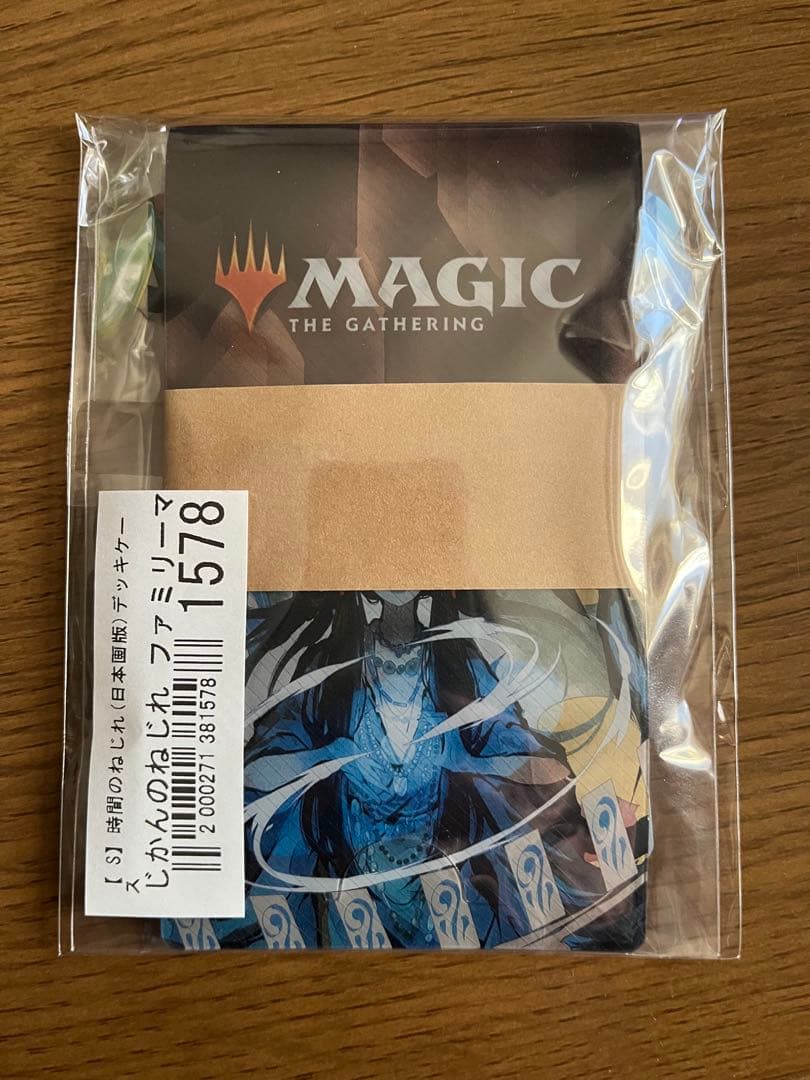 MAGIC
THE GATHERING
【S】時間のねじれ(日本画版)デッキケー
ス
じかんのねじれ ファミリーマ
1578
2 000271 381578